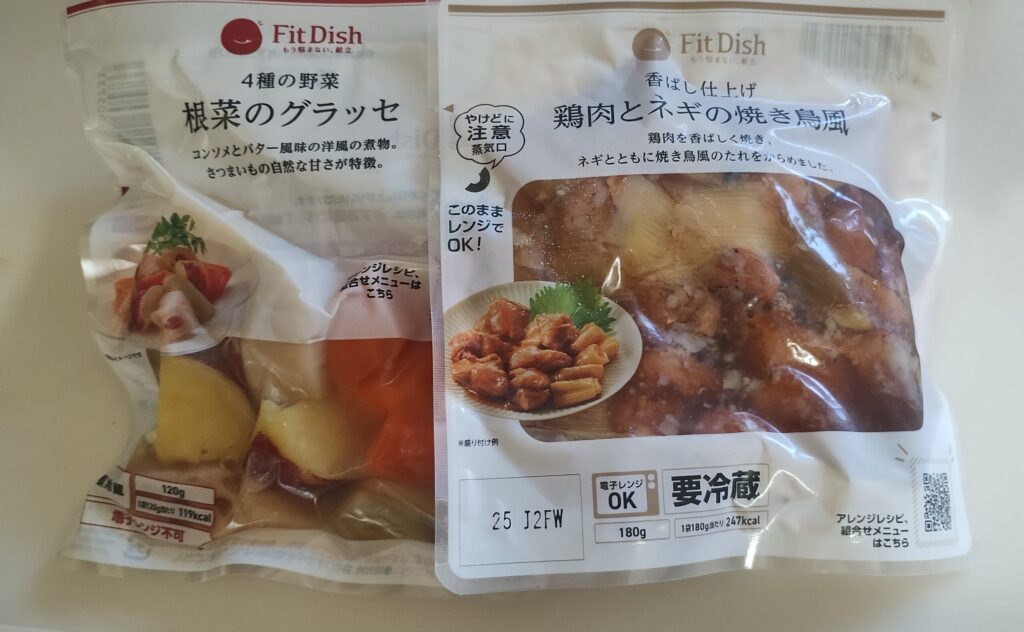 Fit Dish
もう悩まない、献立
4種の野菜
根菜のグラッセ
コンソメとバター風味の洋風の煮物。
さつまいもの自然な甘さが特徴。
組合せメニューは
こちら
120g
119kcal
電子レンジ不可
Fit Dish
もう悩まない、献立
香ばし仕上げ
鶏肉とネギの焼き鳥風
鶏肉を香ばしく焼き、
ネギとともに焼き鳥風のたれをからめました。
やけどに
注意
蒸気口
このまま
レンジで
OK!
※盛り付け例
25 J2FW
電子レンジ
OK
要冷蔵
180g
1袋180g当たり 247kcal
アレンジレシピ、
組合せメニュー
はこちら